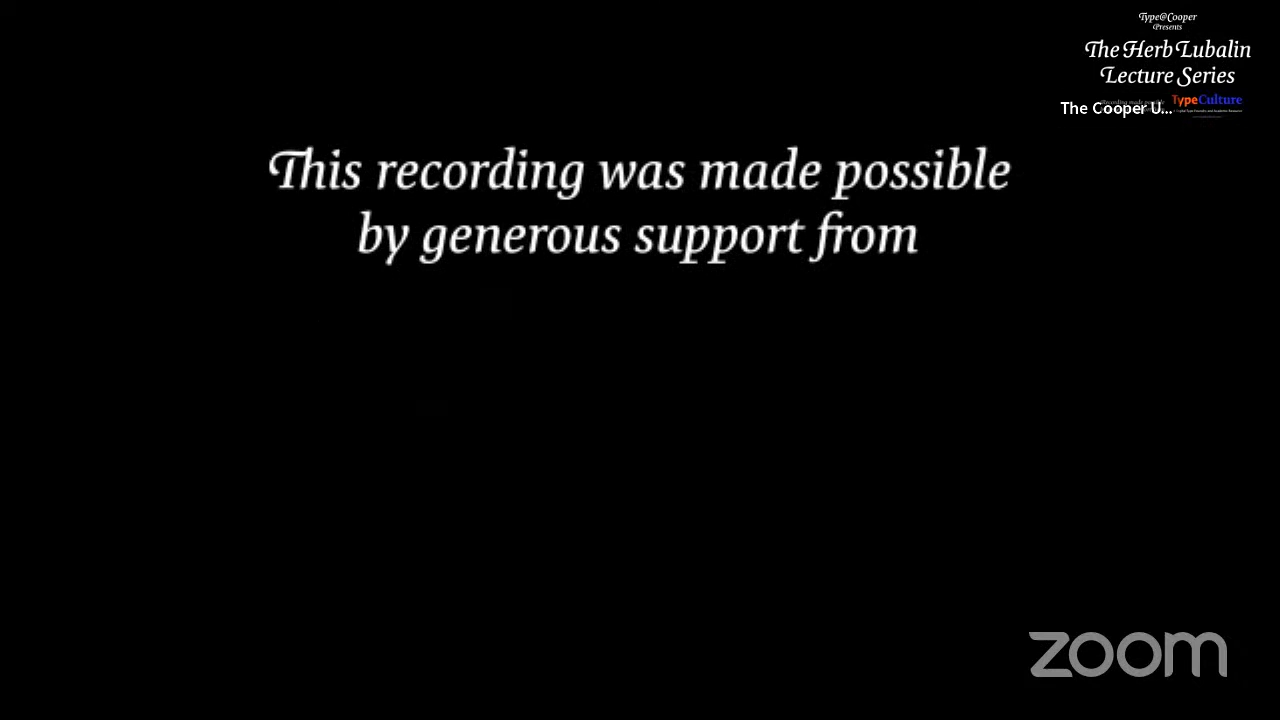 Type@Cooper
Presents
The Herb Lubalin
Lecture Series
TypeCulture
The Cooper U...
This recording was made possible
by generous support from
zoom